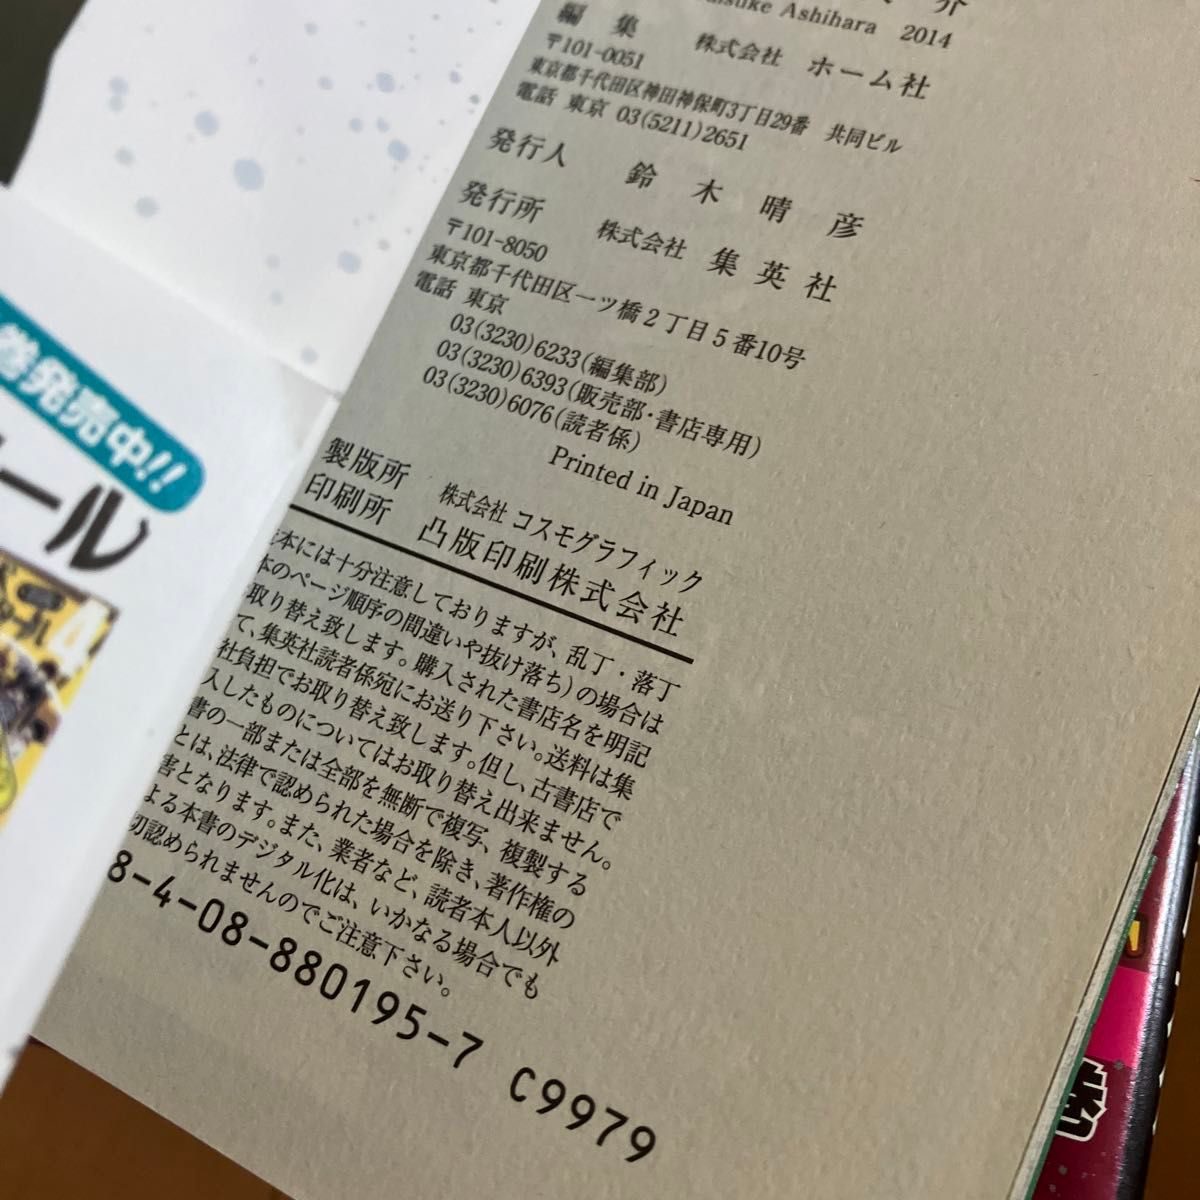 介
Ashihara 2014
編 集 株式会社 ホーム社
〒101-0051
東京都千代田区神田神保町3丁目29番 共同ビル
電話 東京 03(5211)2651
発行人 鈴木晴彦
発行所 株式会社 集英社
〒101-8050
東京都千代田区一ツ橋2丁目5番10号
電話 東京
03(3230)6233(編集部)
03(3230)6393(販売部・書店専用)
03(3230)6076(読者係)
Printed in Japan
製版所 株式会社 コスモグラフィック
印刷所 凸版印刷株式会社
本には十分注意しておりますが、乱丁・落丁
本のページ順序の間違いや抜け落ち)の場合は
取り替え致します。購入された書店名を明記
て、集英社読者係宛にお送り下さい。送料は集
社負担でお取り替え致します。但し、古書店で
入したものについてはお取り替え出来ません。
書の一部または全部を無断で複写、複製する
とは、法律で認められた場合を除き、著作権の
害となります。また、業者など、読者本人以外
よる本書のデジタル化は、いかなる場合でも
切認められませんのでご注意下さい。
8-4-08-880195-7 C9979
巻発売中!!
ール
4